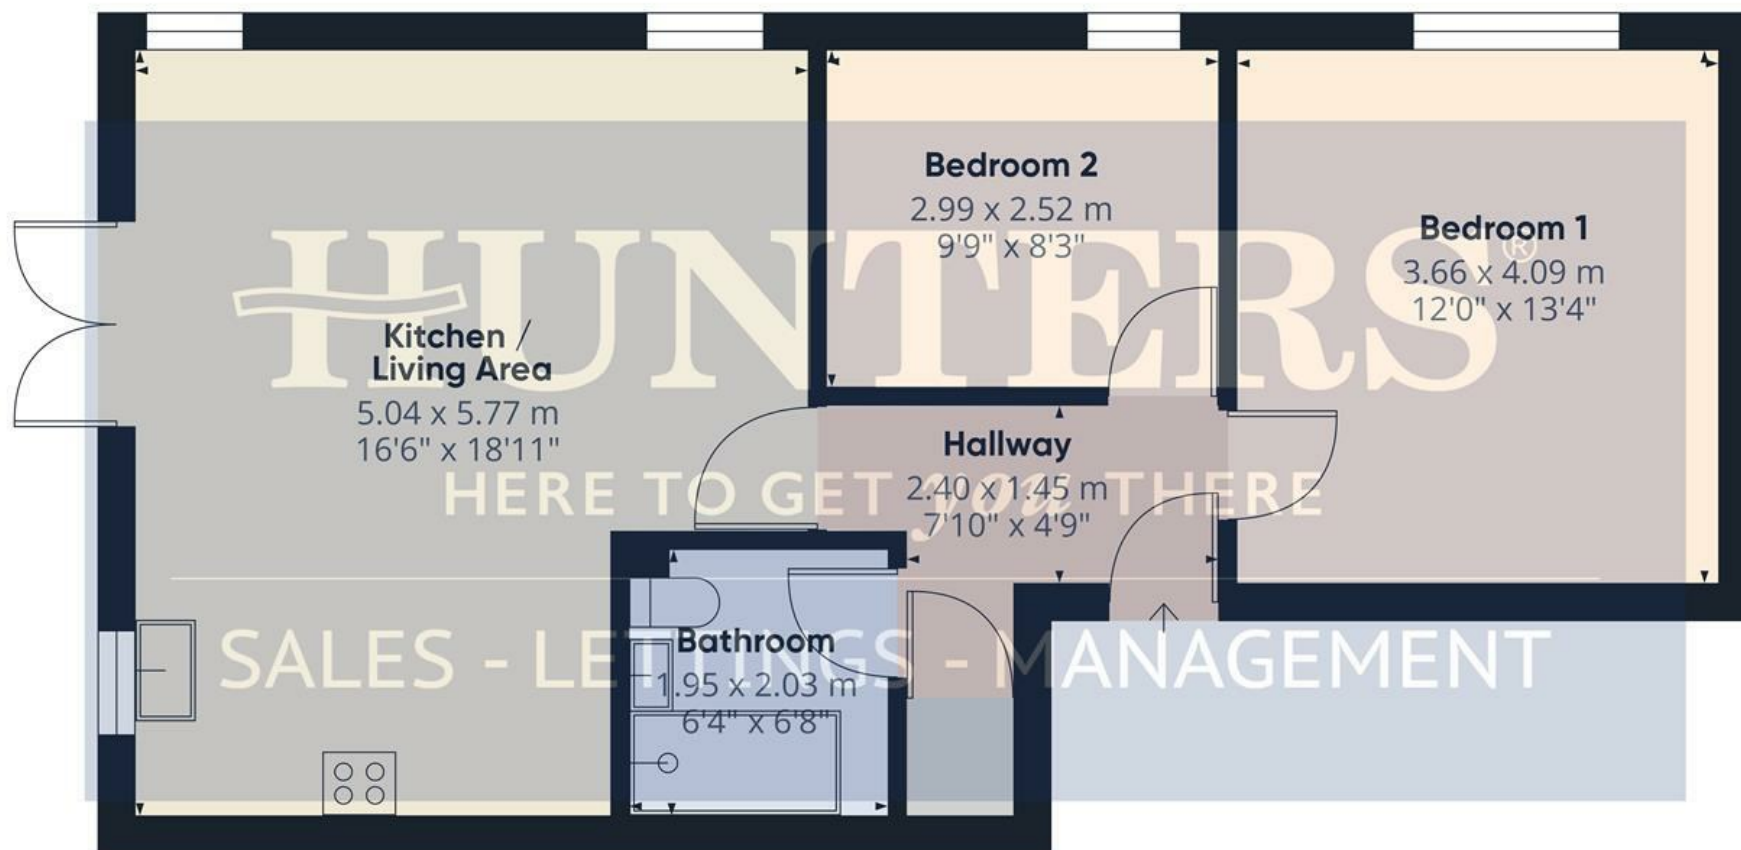 Bedroom 2
2.99 x 2.52 m
9'9" x 8'3"
Bedroom 1
3.66 x 4.09 m
12'0" x 13'4"
HUNTERS®
Kitchen /
Living Area
5.04 x 5.77 m
16'6" x 18'11"
Hallway
2.40 x 1.45 m
7'10" x 4'9"
HERE TO GET you THERE
Bathroom
1.95 x 2.03 m
6'4" x 6'8"
SALES - LETTINGS - MANAGEMENT